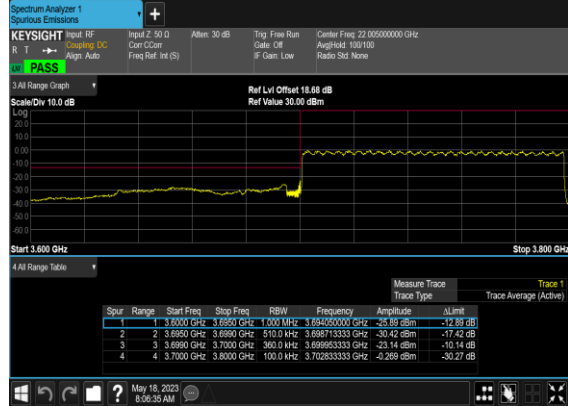 Spectrum Analyzer 1
Spurious Emissions
+
KEYSIGHT Input: RF Input Z: 50 Ω Atten: 30 dB Trig: Free Run Center Freq: 22.005000000 GHz
R T Coupling: DC Corr CCorr Gate: Off Avg|Hold: 100/100
Align: Auto Freq Ref: Int (S) IF Gain: Low Radio Std: None
PASS
3 All Range Graph
Ref Lvl Offset 18.68 dB
Scale/Div 10.0 dB Ref Value 30.00 dBm
Log
20.0
10.0
0.00
-10.0
-20.0
-30.0
-40.0
-50.0
-60.0
Start 3.600 GHz Stop 3.800 GHz
4 All Range Table
Measure Trace Trace 1
Trace Type Trace Average (Active)
Spur Range Start Freq Stop Freq RBW Frequency Amplitude ΔLimit
1 1 3.6000 GHz 3.6950 GHz 1.000 MHz 3.694050000 GHz -25.89 dBm -12.89 dB
2 2 3.6950 GHz 3.6990 GHz 510.0 kHz 3.698713333 GHz -30.42 dBm -17.42 dB
3 3 3.6990 GHz 3.7000 GHz 360.0 kHz 3.699953333 GHz -23.14 dBm -10.14 dB
4 4 3.7000 GHz 3.8000 GHz 100.0 kHz 3.702833333 GHz -0.269 dBm -30.27 dB
? May 18, 2023
8:06:35 AM